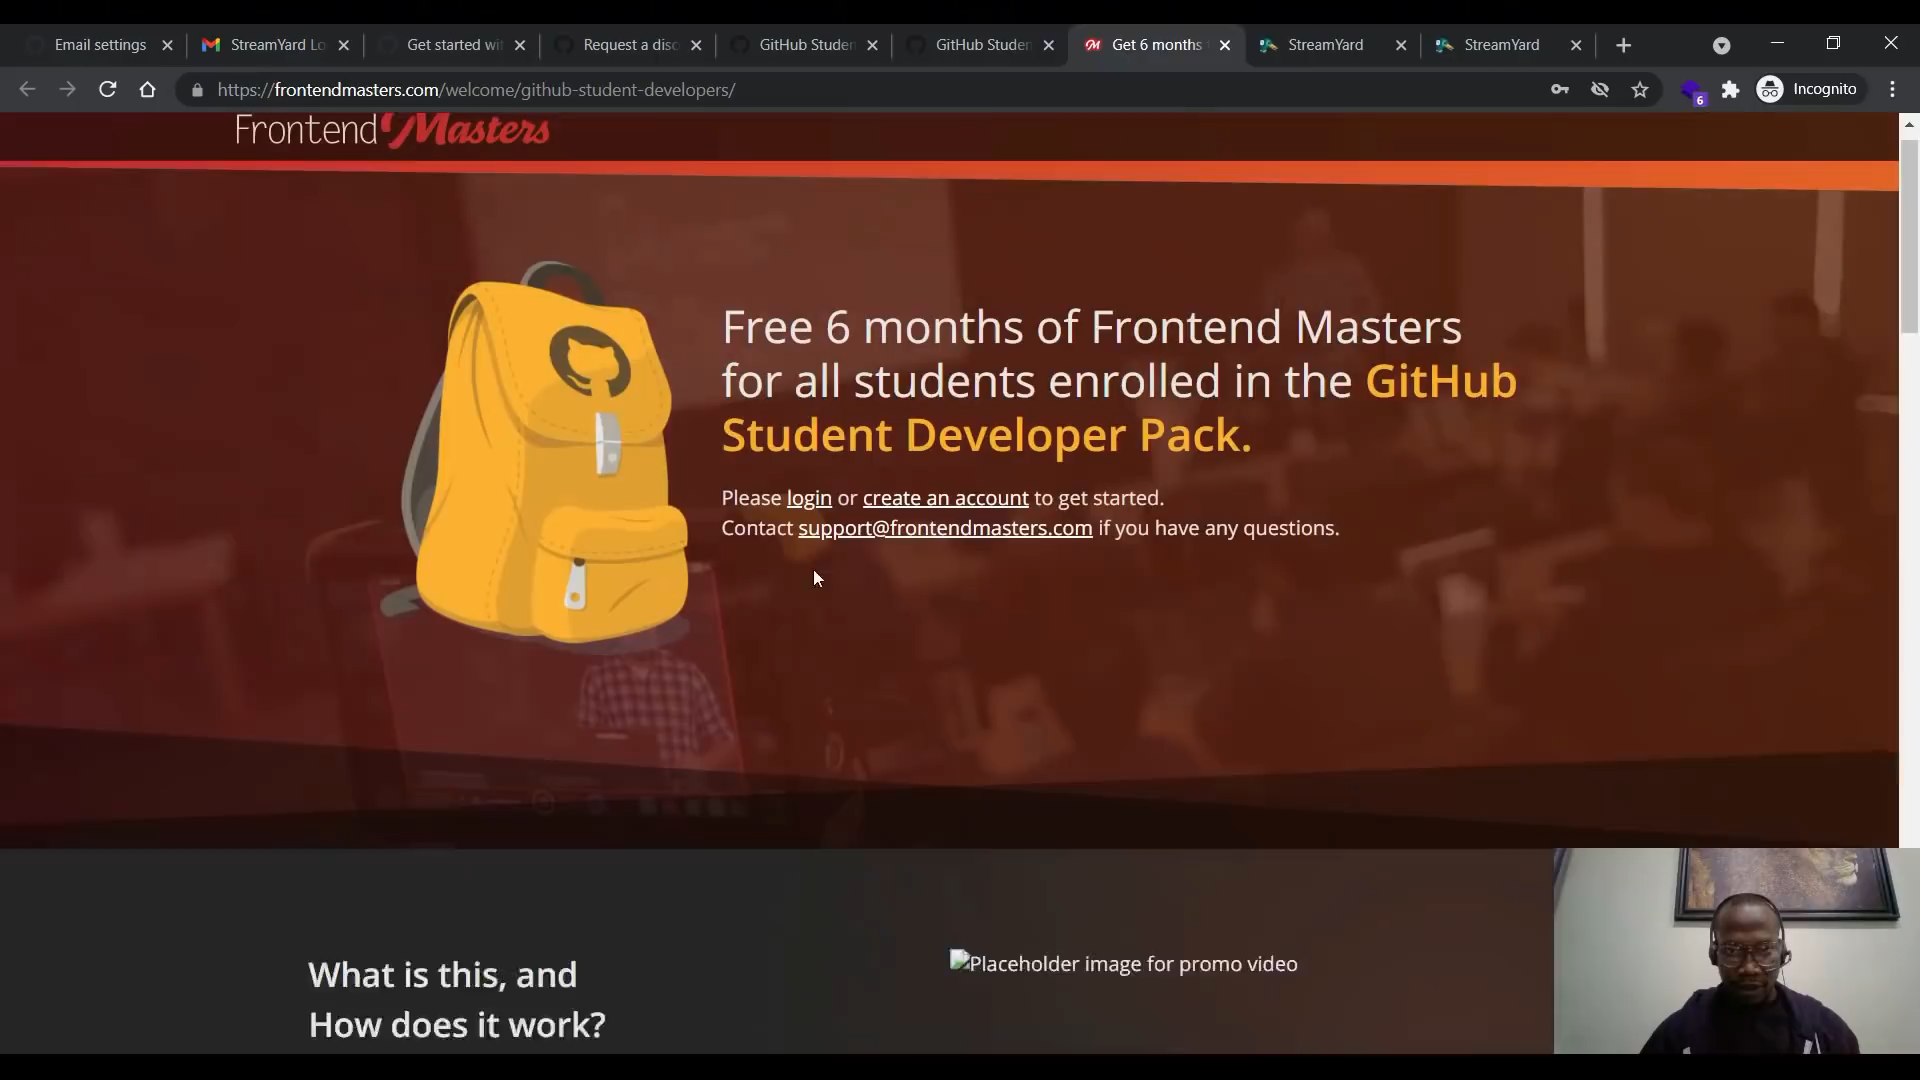 Email settings
StreamYard Lo
Get started wit
Request a disc
GitHub Studen
GitHub Studen
Get 6 months
StreamYard
StreamYard
https://frontendmasters.com/welcome/github-student-developers/
6
Incognito
Frontend Masters
Free 6 months of Frontend Masters
for all students enrolled in the GitHub
Student Developer Pack.
Please login or create an account to get started.
Contact support@frontendmasters.com if you have any questions.
What is this, and
How does it work?
Placeholder image for promo video